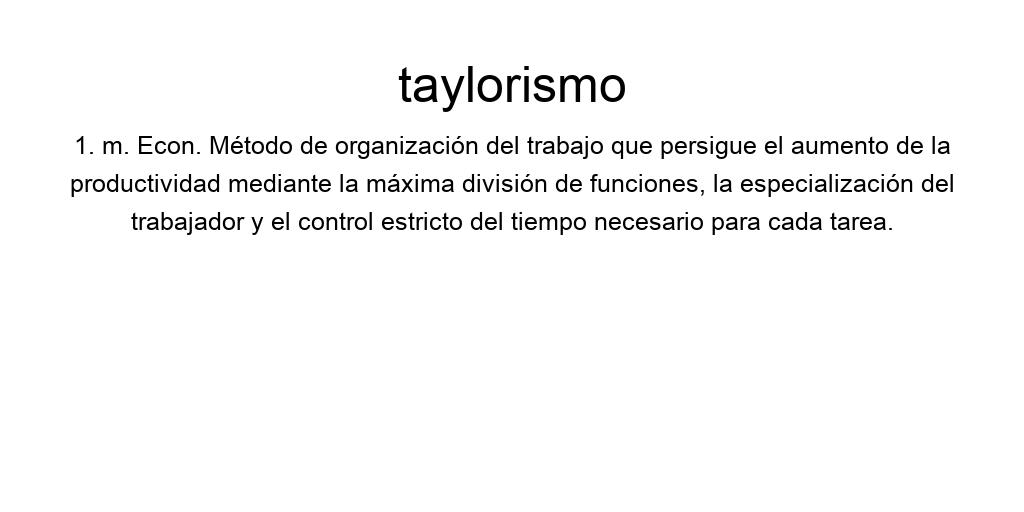 taylorismo
1. m. Econ. Método de organización del trabajo que persigue el aumento de la
productividad mediante la máxima división de funciones, la especialización del
trabajador y el control estricto del tiempo necesario para cada tarea.